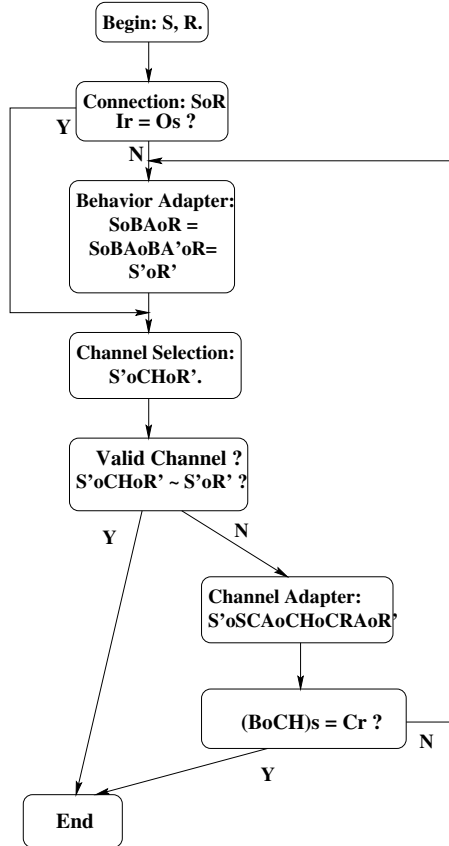 Begin: S, R.
Connection: SoR
Ir = Os ?
Y
N
Behavior Adapter:
SoBAoR =
SoBAoBA’oR=
S’oR’
Channel Selection:
S’oCHoR’.
Valid Channel ?
S’oCHoR’ ~ S’oR’ ?
Y
N
Channel Adapter:
S’oSCAoCHoCRAoR’
(BoCH)s = Cr ?
N
Y
End